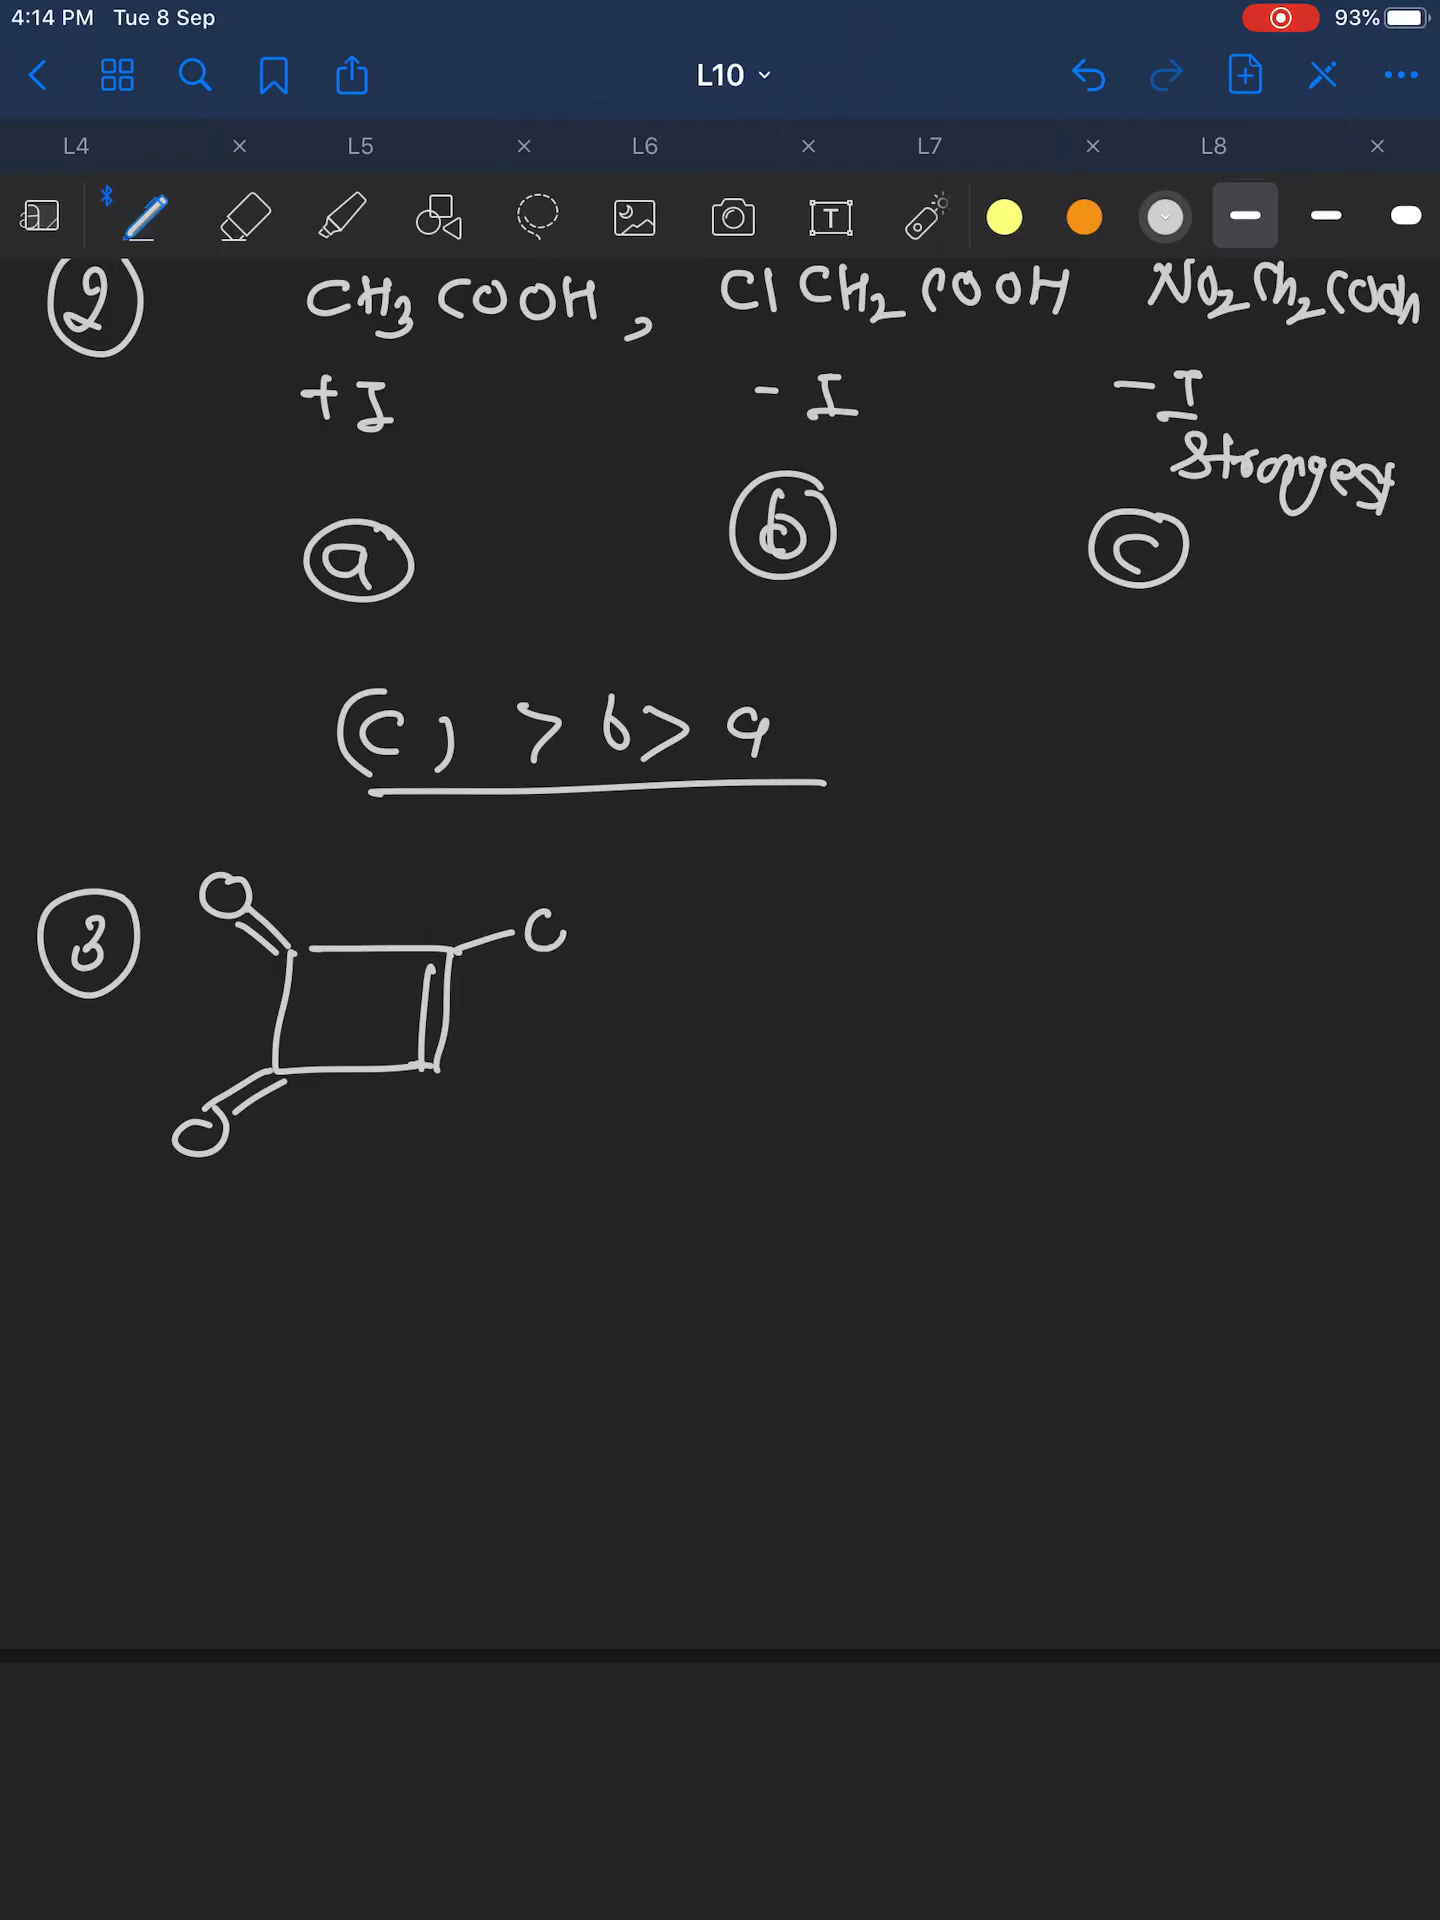 4:14 PM Tue 8 Sep 93%
L10
L4 L5 L6 L7 L8
T
2 CH3 COOH, Cl CH2 COOH NO2 CH2 COOH
+I - I - I
Strongest
a b c
(c) > b > a
3
O C
O